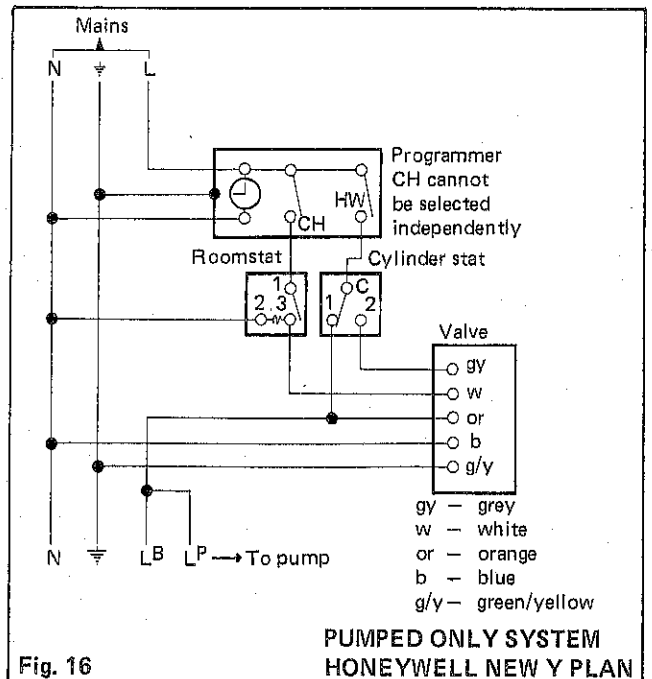 Mains
N ⏚ L
Programmer
CH cannot
be selected
independently
HW
CH
Roomstat
Cylinder stat
1
2 3
C
1 2
Valve
gy
w
or
b
g/y
gy – grey
w – white
or – orange
b – blue
g/y – green/yellow
N ⏚ LB LP → To pump
PUMPED ONLY SYSTEM
Fig. 16 HONEYWELL NEW Y PLAN